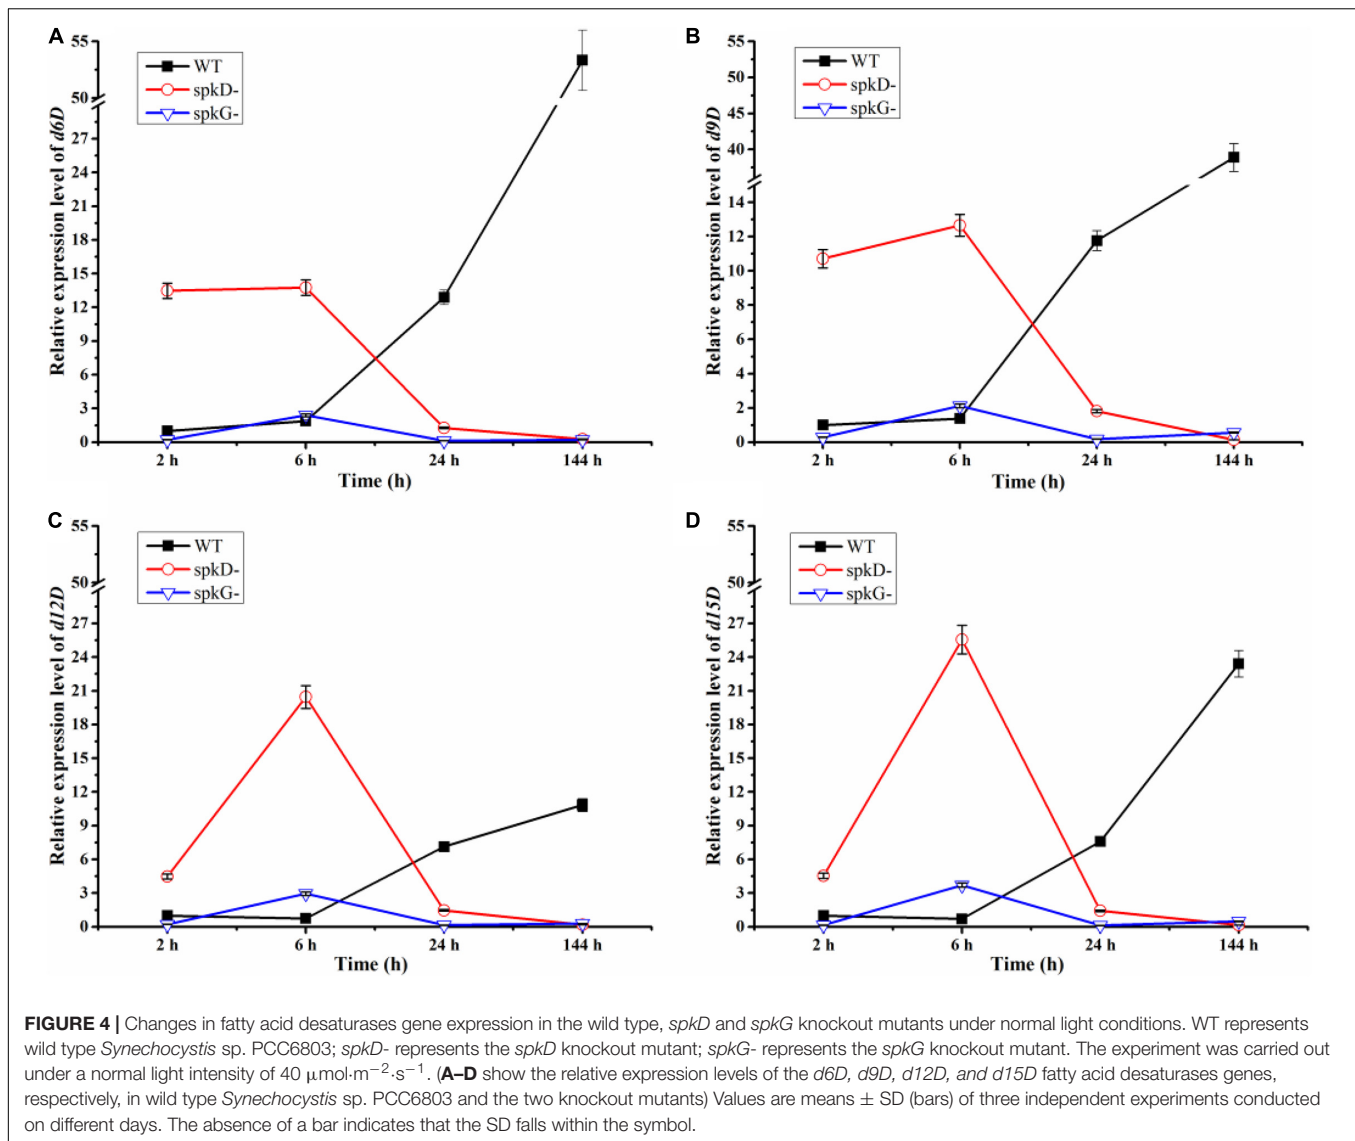 A
Relative expression level of d6D
55
50
27
24
21
18
15
12
9
6
3
0
WT
spkD-
spkG-
2 h
6 h
24 h
144 h
Time (h)
B
Relative expression level of d9D
55
50
45
40
14
12
10
8
6
4
2
0
WT
spkD-
spkG-
2 h
6 h
24 h
144 h
Time (h)
C
Relative expression level of d12D
55
50
27
24
21
18
15
12
9
6
3
0
WT
spkD-
spkG-
2 h
6 h
24 h
144 h
Time (h)
D
Relative expression level of d15D
55
50
27
24
21
18
15
12
9
6
3
0
WT
spkD-
spkG-
2 h
6 h
24 h
144 h
Time (h)
FIGURE 4 | Changes in fatty acid desaturases gene expression in the wild type, spkD and spkG knockout mutants under normal light conditions. WT represents
wild type Synechocystis sp. PCC6803; spkD- represents the spkD knockout mutant; spkG- represents the spkG knockout mutant. The experiment was carried out
under a normal light intensity of 40 μmol·m−2·s−1. (A–D show the relative expression levels of the d6D, d9D, d12D, and d15D fatty acid desaturases genes,
respectively, in wild type Synechocystis sp. PCC6803 and the two knockout mutants) Values are means ± SD (bars) of three independent experiments conducted
on different days. The absence of a bar indicates that the SD falls within the symbol.